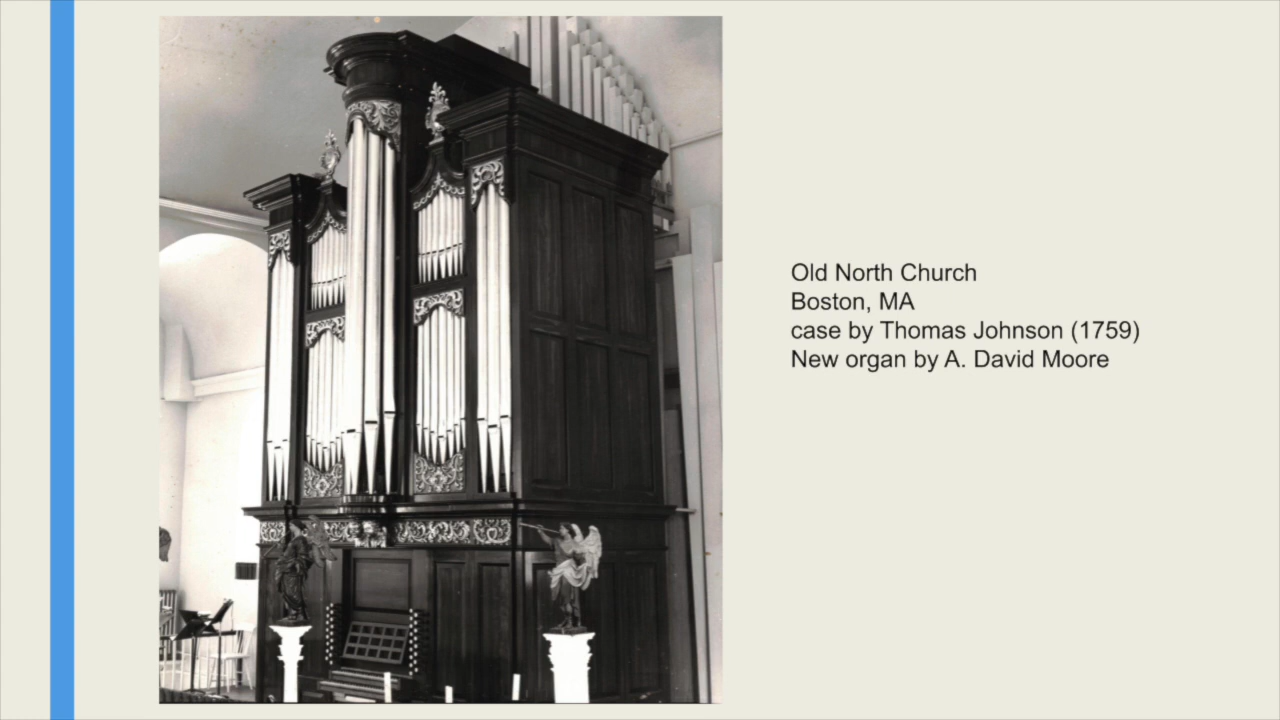 Old North Church
Boston, MA
case by Thomas Johnson (1759)
New organ by A. David Moore